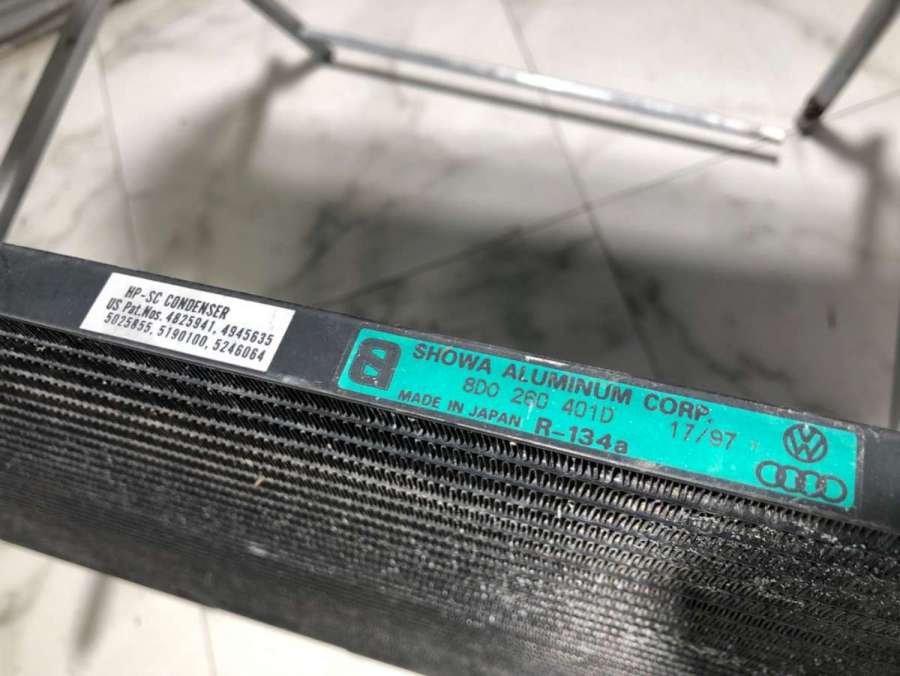 HP-SC CONDENSER
US Pat.Nos. 4825941, 4945635
5025855, 5190100, 5246064
SHOWA ALUMINUM CORP.
8D0 260 401D 17/97
MADE IN JAPAN R-134a